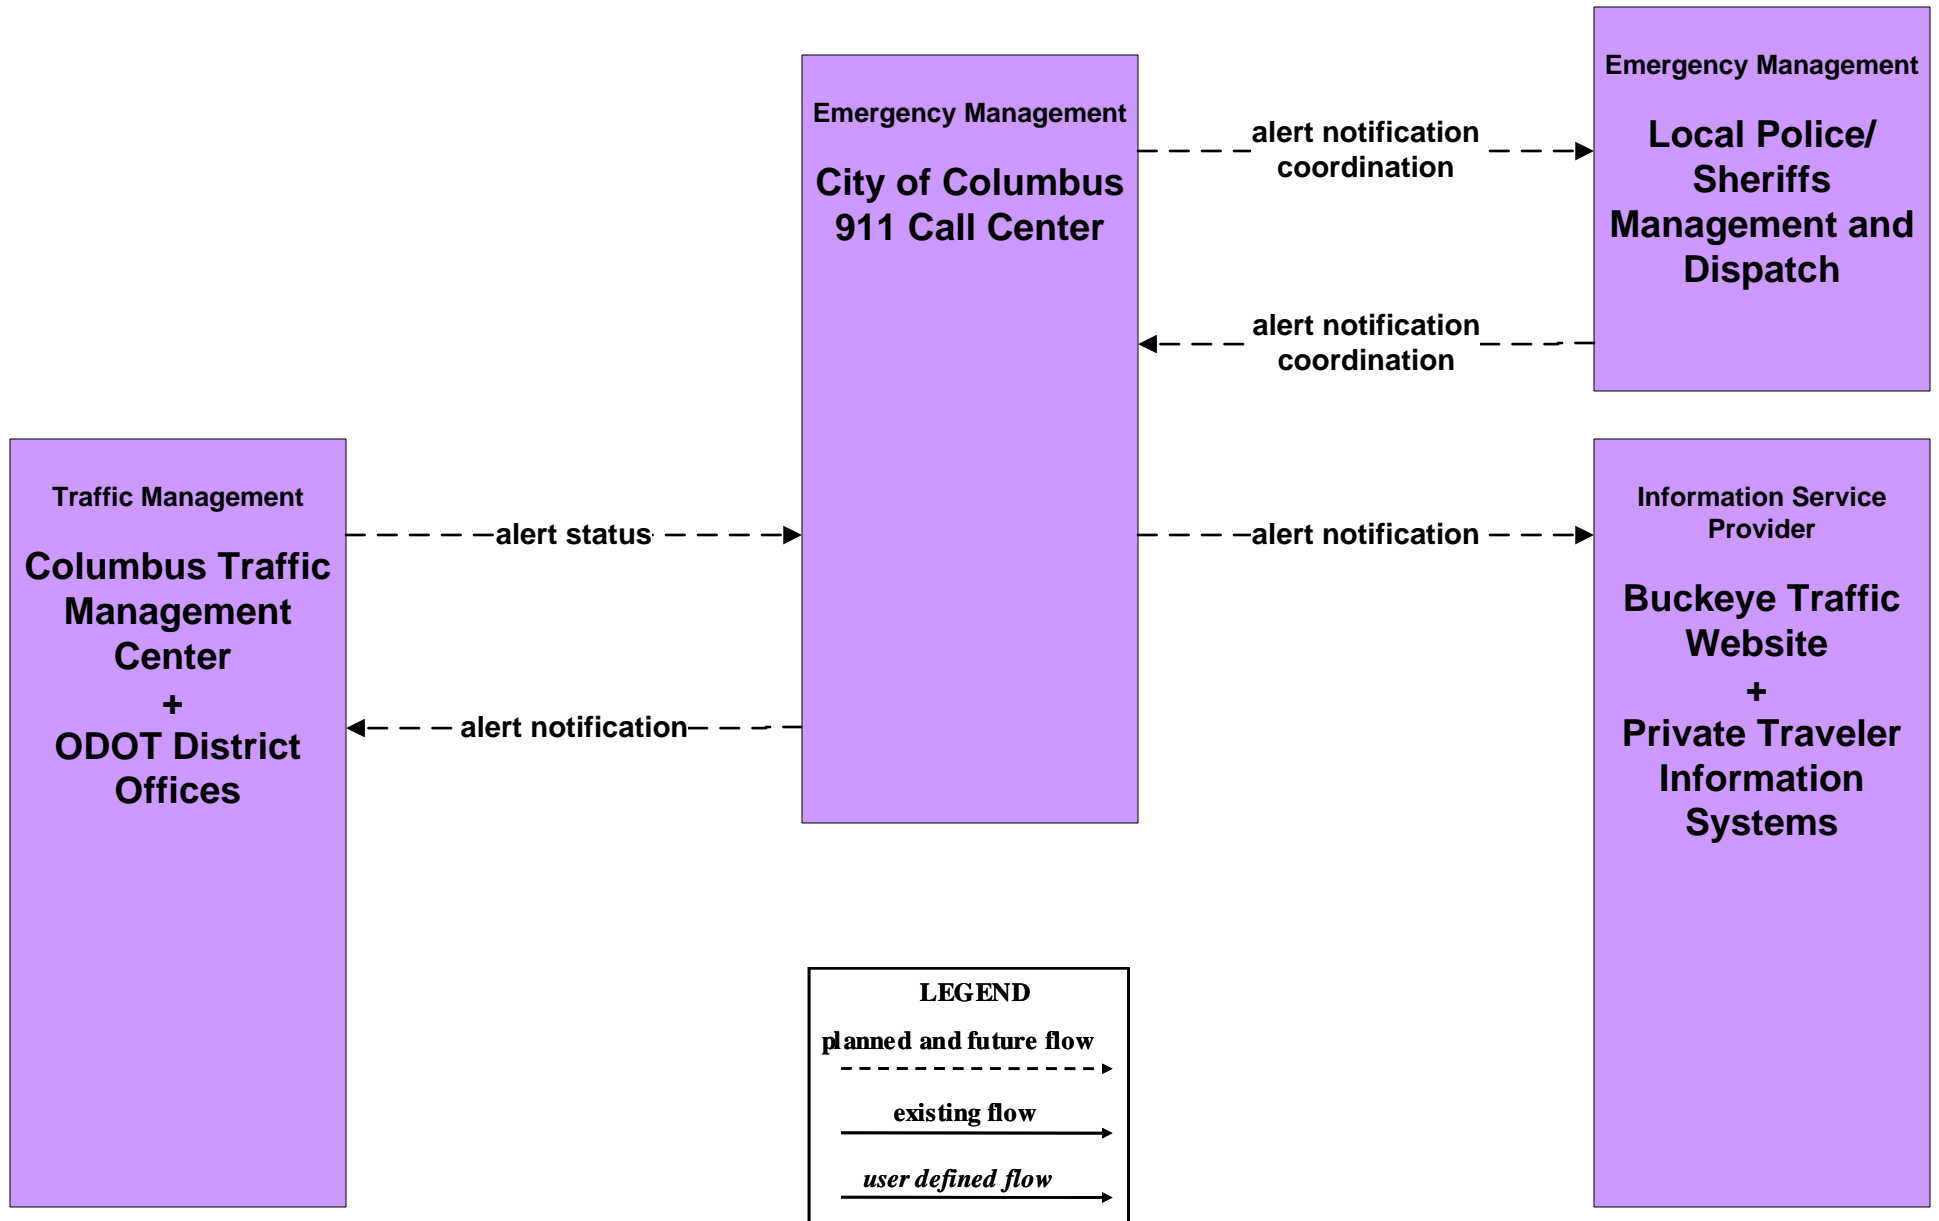 Emergency Management
Local Police/
Sheriffs
Management and
Dispatch
Emergency Management
City of Columbus
911 Call Center
alert notification
coordination
alert notification
coordination
Traffic Management
Columbus Traffic
Management
Center
+
ODOT District
Offices
alert status
alert notification
alert notification
Information Service
Provider
Buckeye Traffic
Website
+
Private Traveler
Information
Systems
LEGEND
planned and future flow
existing flow
user defined flow